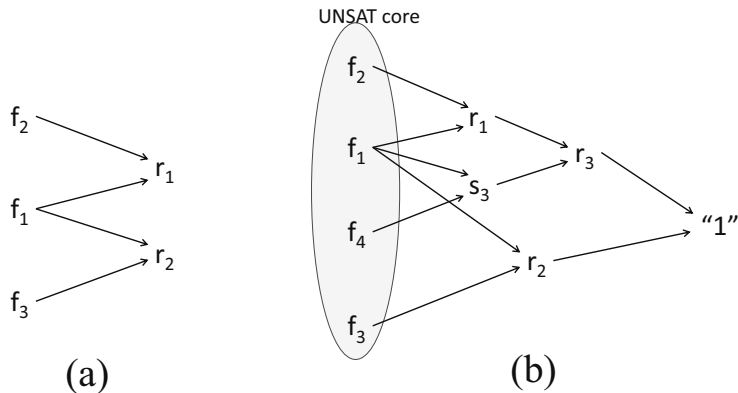 UNSAT core
f₂
f₁
f₃
r₁
r₂
(a)
f₂
f₁
f₄
f₃
r₁
s₃
r₂
r₃
“1”
(b)